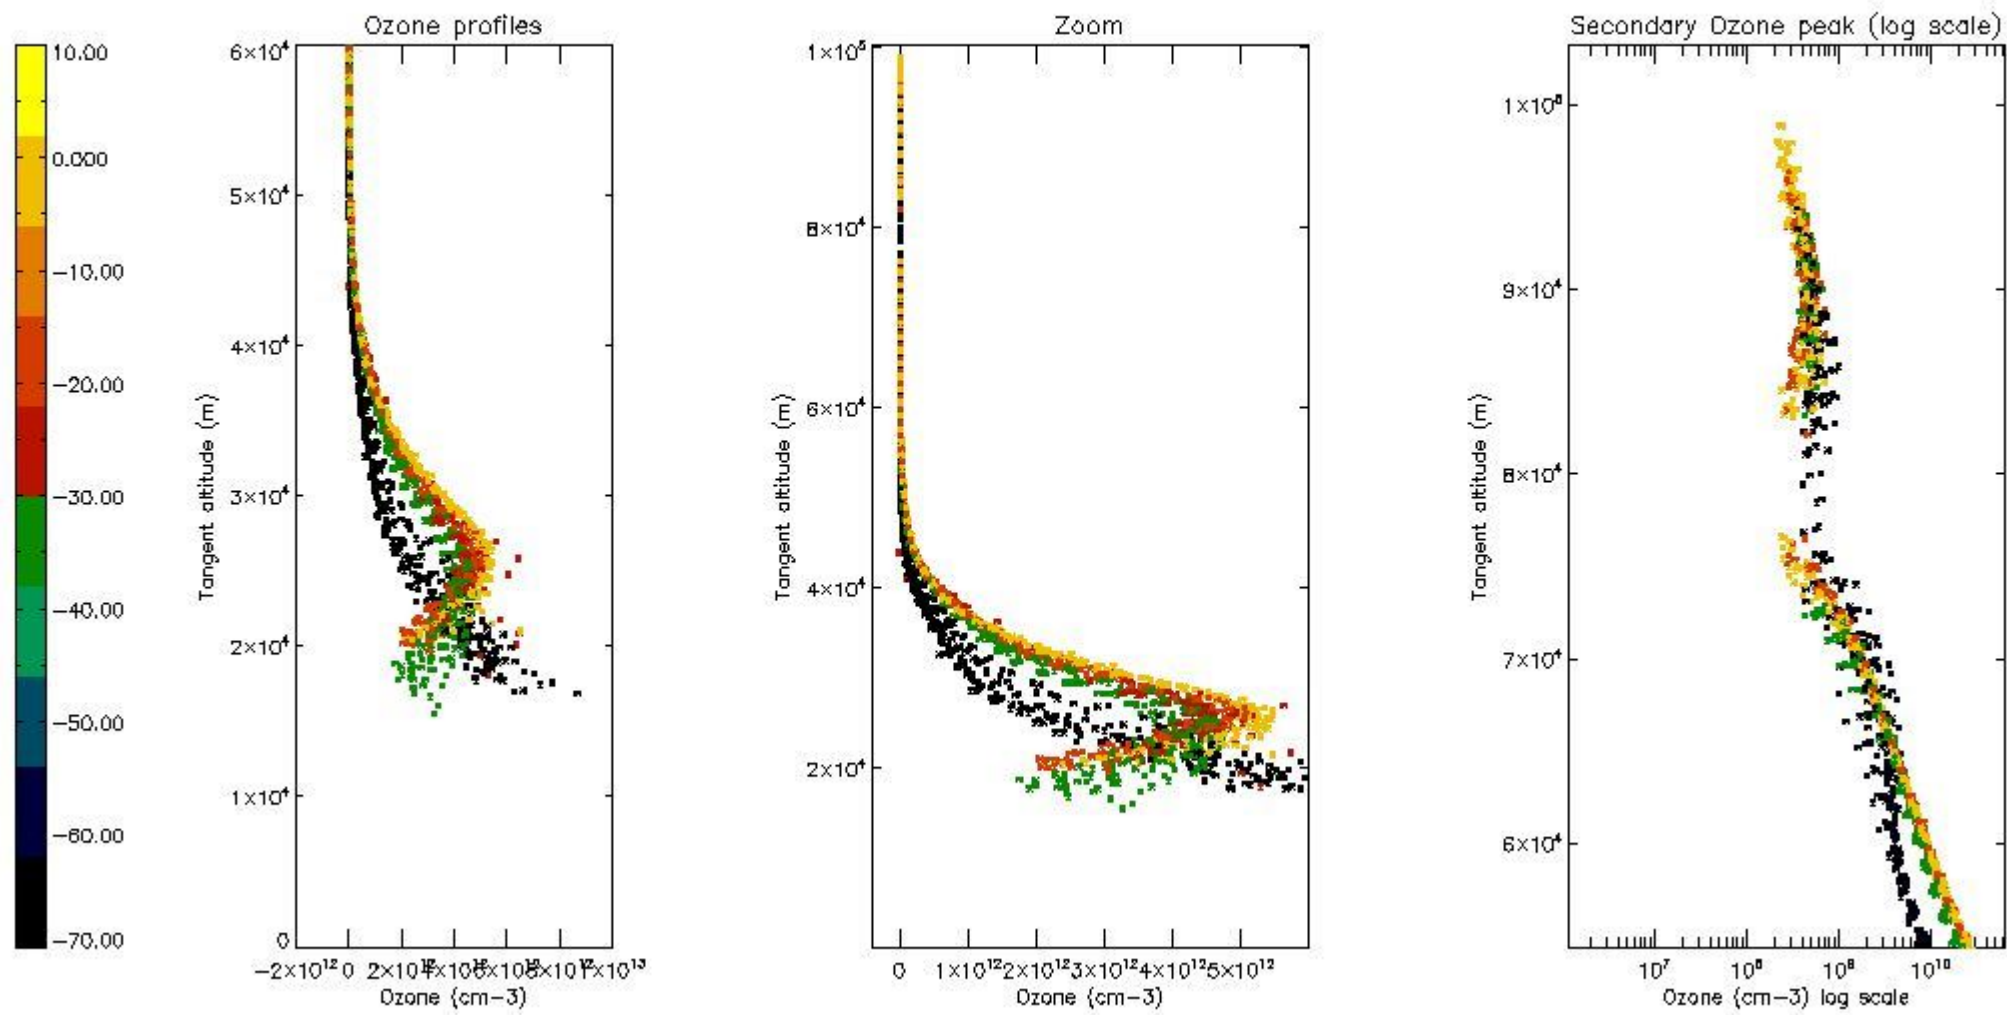 Ozone profiles
Zoom
Secondary Ozone peak (log scale)
10.00
0.000
−10.00
−20.00
−30.00
−40.00
−50.00
−60.00
−70.00
6×10⁴
5×10⁴
4×10⁴
3×10⁴
2×10⁴
1×10⁴
0
Tangent altitude (m)
−2×10¹² 0 2×10¹²
1×10¹³
Ozone (cm−3)
1×10⁵
8×10⁴
6×10⁴
4×10⁴
2×10⁴
Tangent altitude (m)
0 1×10¹² 2×10¹² 3×10¹² 4×10¹² 5×10¹²
Ozone (cm−3)
9×10⁴
8×10⁴
7×10⁴
6×10⁴
Tangent altitude (m)
10⁷ 10⁸ 10⁹ 10¹⁰
Ozone (cm−3) log scale